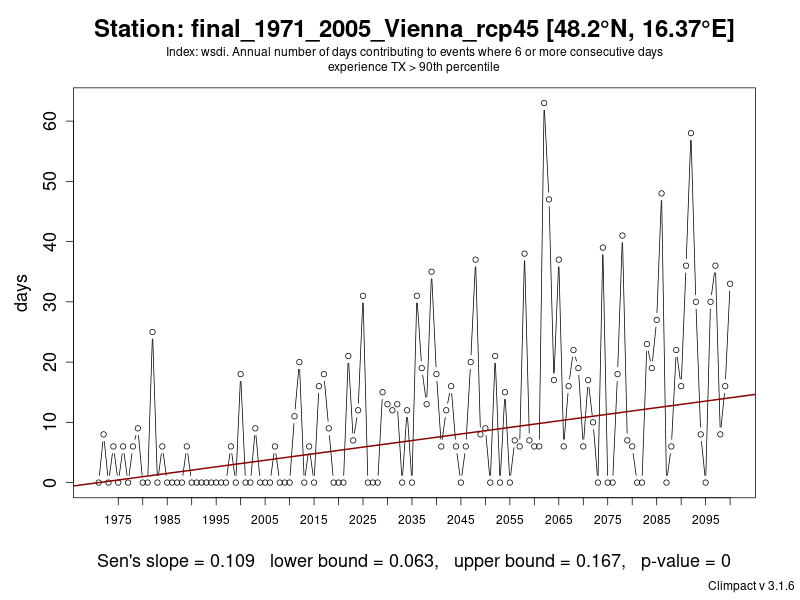 Station: final_1971_2005_Vienna_rcp45 [48.2°N, 16.37°E]
Index: wsdi. Annual number of days contributing to events where 6 or more consecutive days
experience TX > 90th percentile
60
50
40
30
20
10
0
days
1975 1985 1995 2005 2015 2025 2035 2045 2055 2065 2075 2085 2095
Sen's slope = 0.109 lower bound = 0.063, upper bound = 0.167, p-value = 0
Climpact v 3.1.6